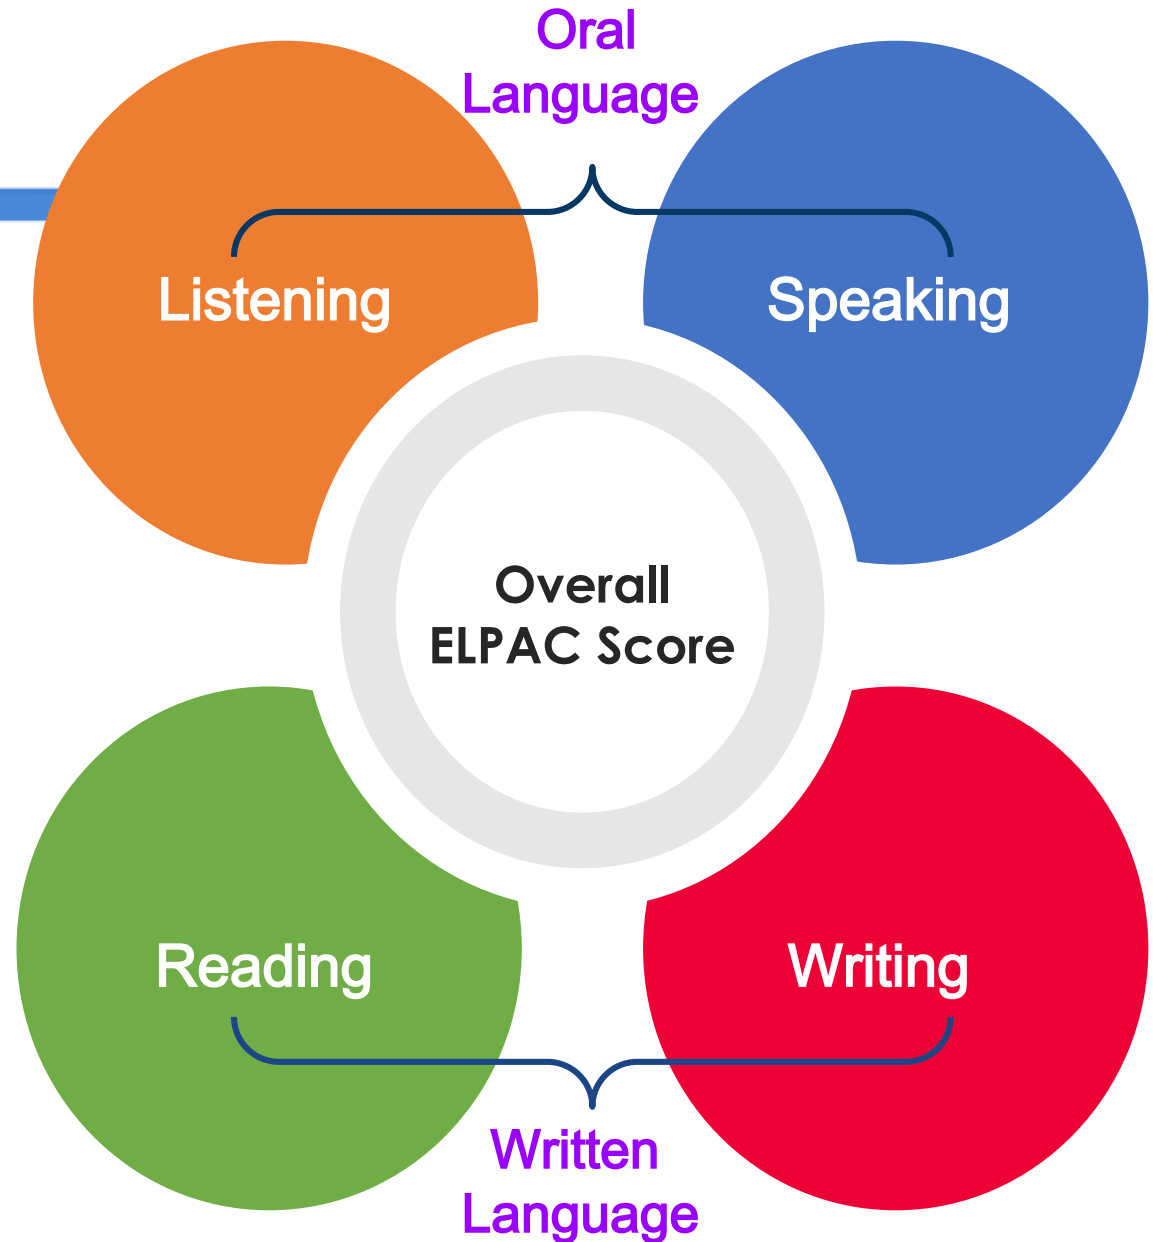 Oral
Language
Listening
Speaking
Overall
ELPAC Score
Reading
Writing
Written
Language